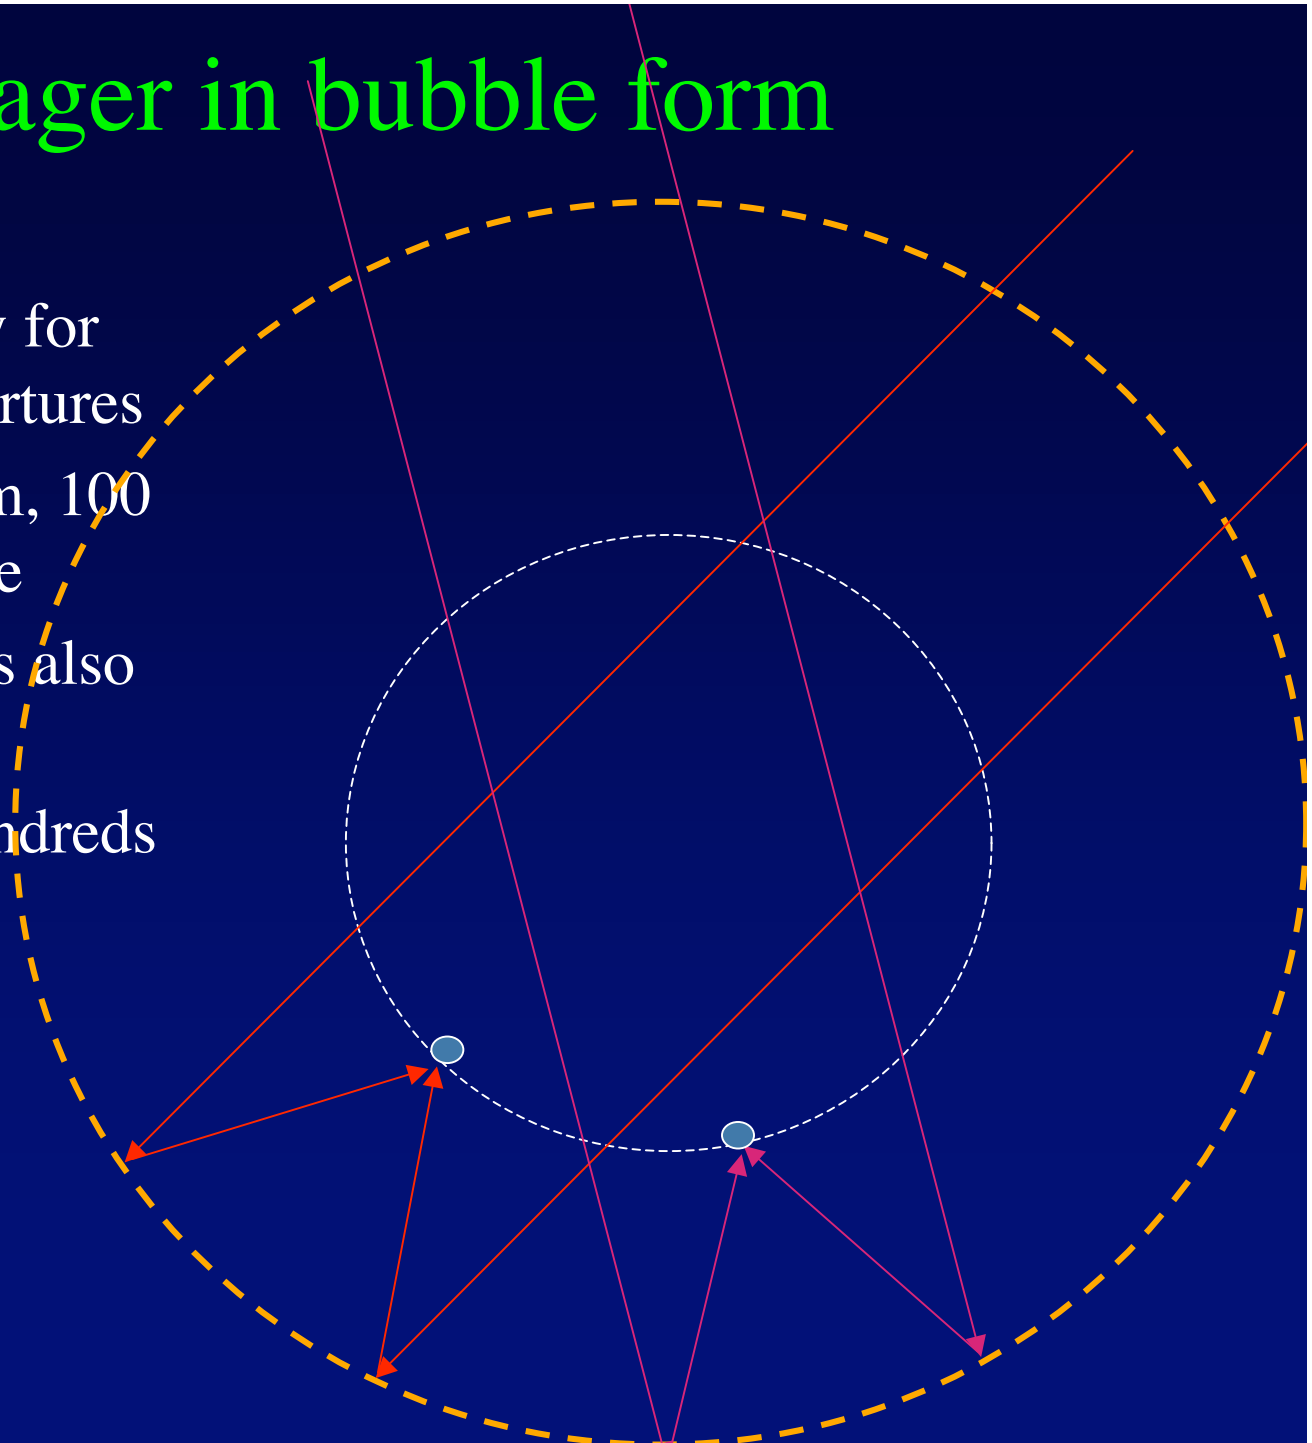 ager in bubble form
for
rtures
m, 100
e
s also
ndreds